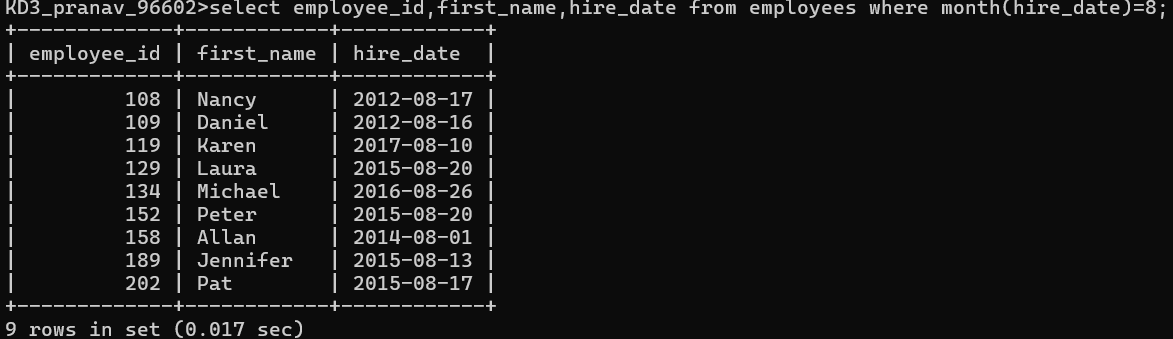 KD3_pranav_96602>select employee_id,first_name,hire_date from employees where month(hire_date)=8;
+-------------+------------+------------+
| employee_id | first_name | hire_date  |
+-------------+------------+------------+
|         108 | Nancy      | 2012-08-17 |
|         109 | Daniel     | 2012-08-16 |
|         119 | Karen      | 2017-08-10 |
|         129 | Laura      | 2015-08-20 |
|         134 | Michael    | 2016-08-26 |
|         152 | Peter      | 2015-08-20 |
|         158 | Allan      | 2014-08-01 |
|         189 | Jennifer   | 2015-08-13 |
|         202 | Pat        | 2015-08-17 |
+-------------+------------+------------+
9 rows in set (0.017 sec)